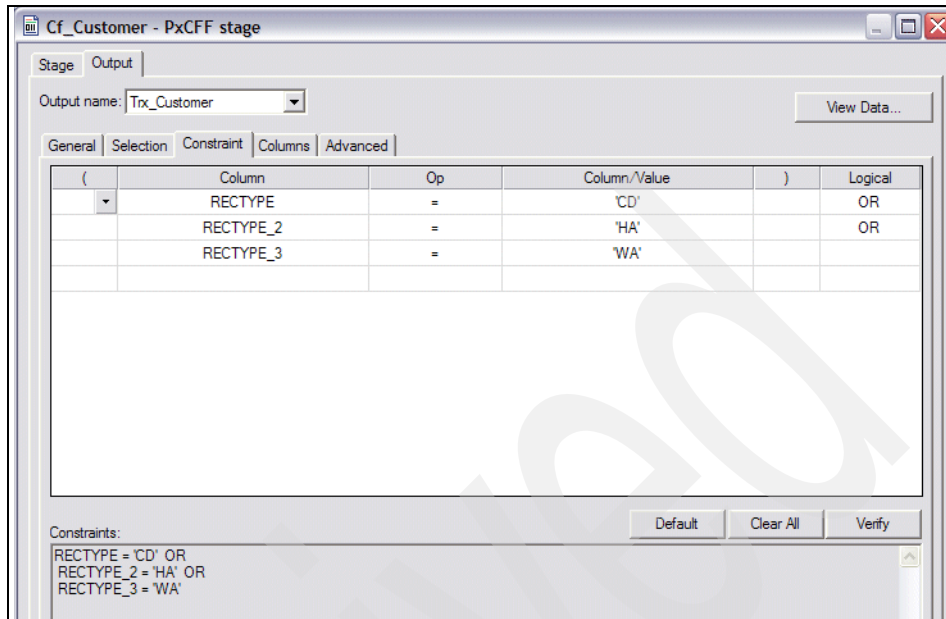 Cf_Customer - PxCFF stage
Stage Output
Output name: Trx_Customer View Data...
General Selection Constraint Columns Advanced
( Column Op Column/Value ) Logical
RECTYPE = 'CD' OR
RECTYPE_2 = 'HA' OR
RECTYPE_3 = 'WA'
Default Clear All Verify
Constraints:
RECTYPE = 'CD' OR
RECTYPE_2 = 'HA' OR
RECTYPE_3 = 'WA'